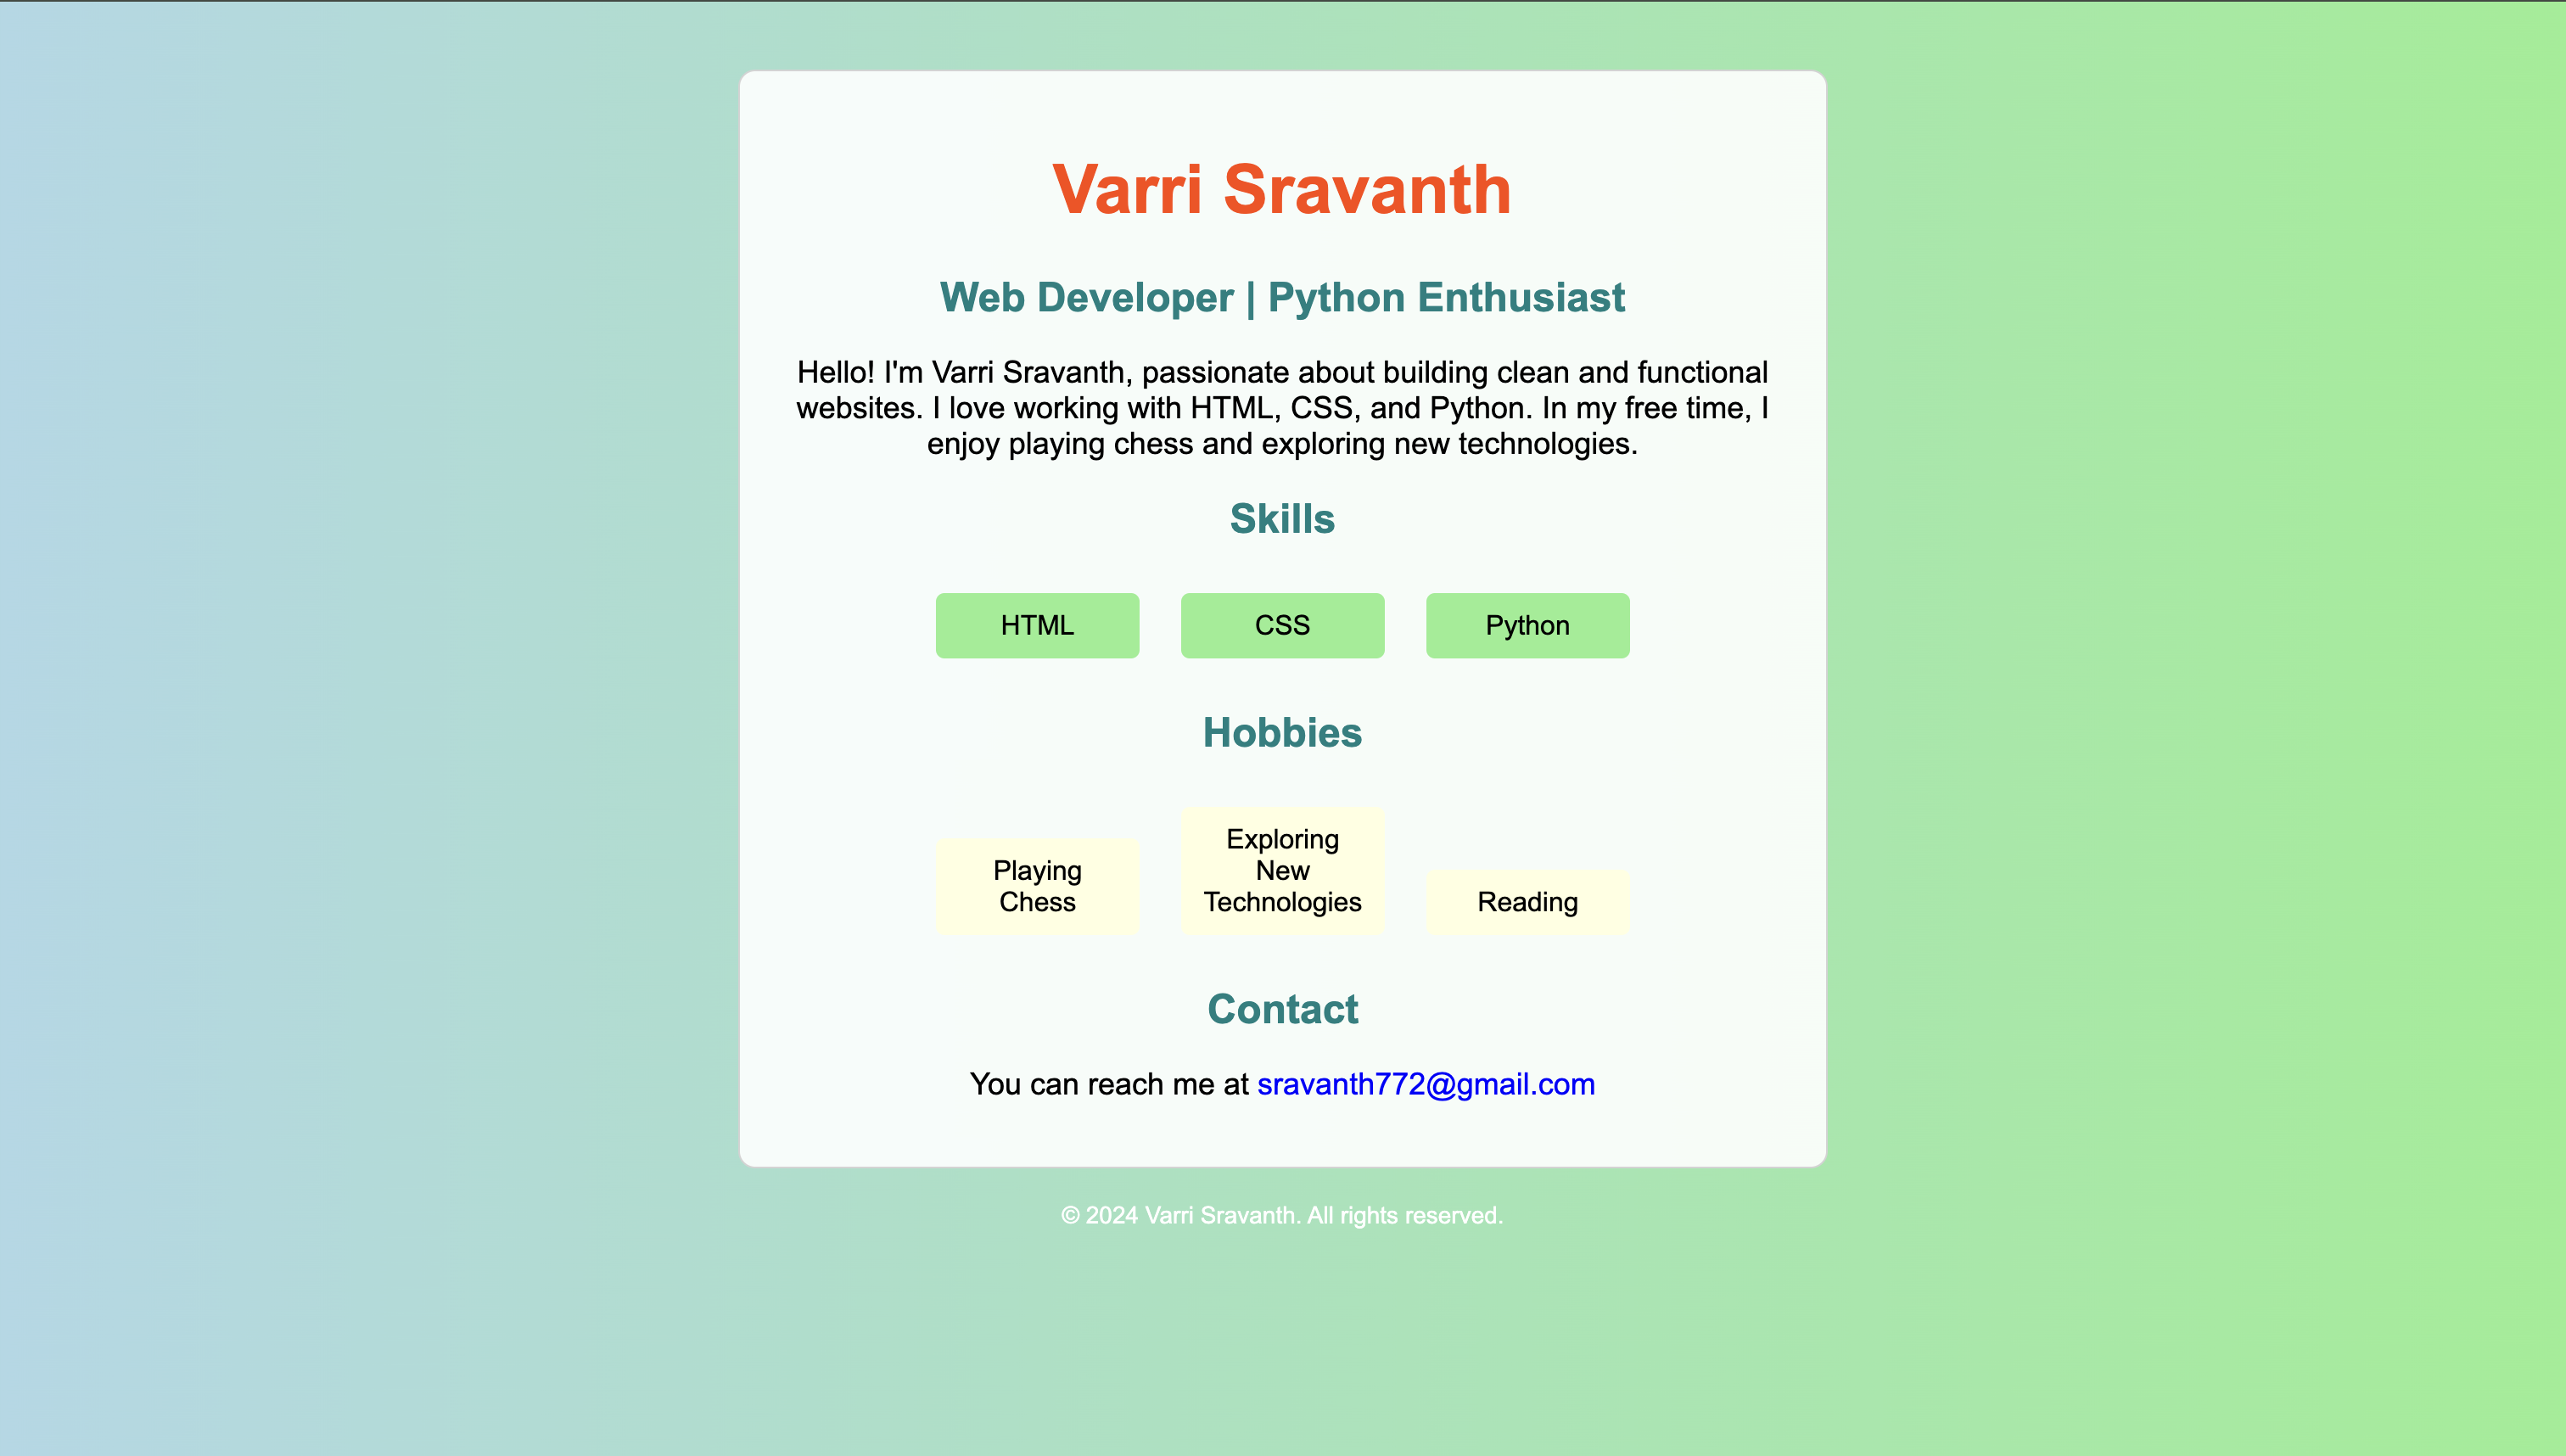 Varri Sravanth
Web Developer | Python Enthusiast
Hello! I'm Varri Sravanth, passionate about building clean and functional
websites. I love working with HTML, CSS, and Python. In my free time, I
enjoy playing chess and exploring new technologies.
Skills
HTML
CSS
Python
Hobbies
Playing
Chess
Exploring
New
Technologies
Reading
Contact
You can reach me at sravanth772@gmail.com
© 2024 Varri Sravanth. All rights reserved.